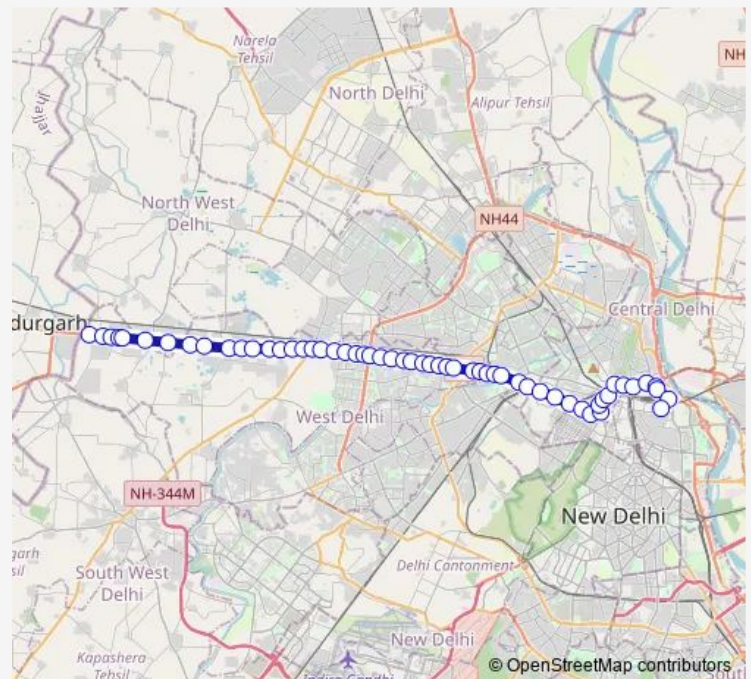 Narela
Tehsil
NH
Jhajjar
North Delhi
Alipur Tehsil
North West
Delhi
NH44
Central Delhi
durgarh
West Delhi
NH-344M
New Delhi
garh
sil
South West
Delhi
Delhi Cantonment
New Delhi
Kapashera
Tehsil
© OpenStreetMap contributors